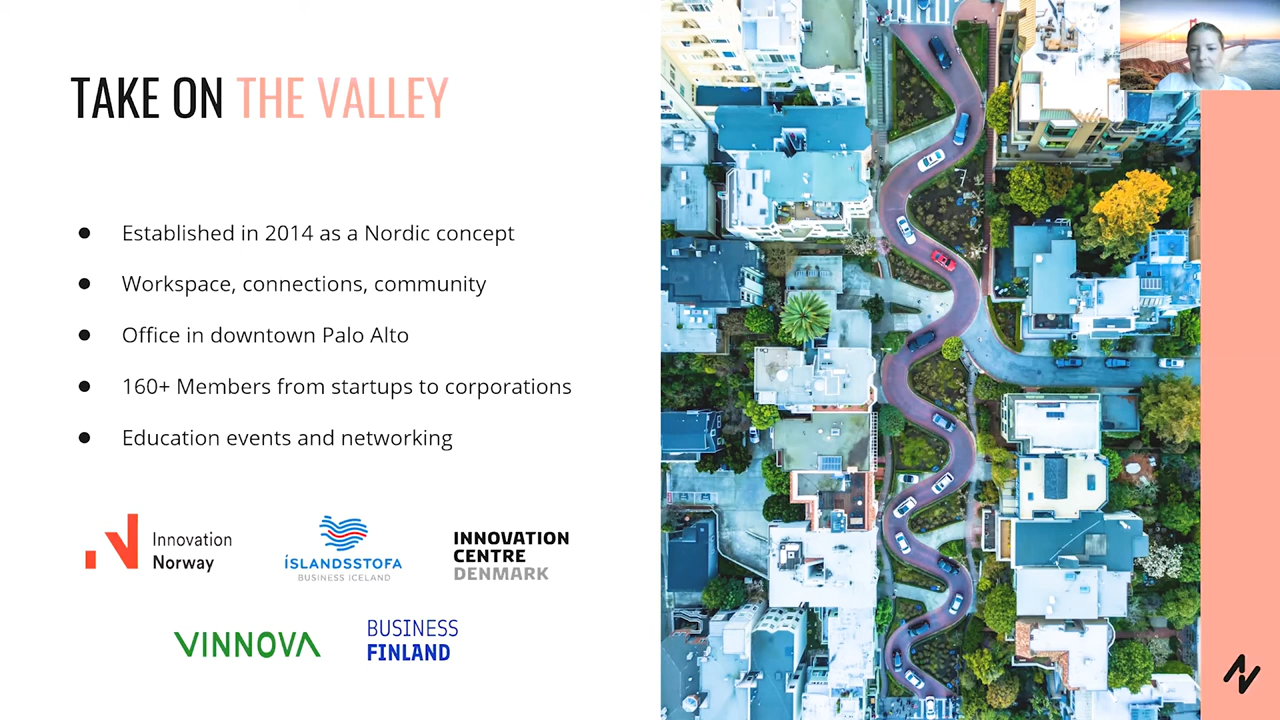 TAKE ON THE VALLEY
● Established in 2014 as a Nordic concept
● Workspace, connections, community
● Office in downtown Palo Alto
● 160+ Members from startups to corporations
● Education events and networking
Innovation
Norway
ÍSLANDSSTOFA
BUSINESS ICELAND
INNOVATION
CENTRE
DENMARK
VINNOVA
BUSINESS
FINLAND